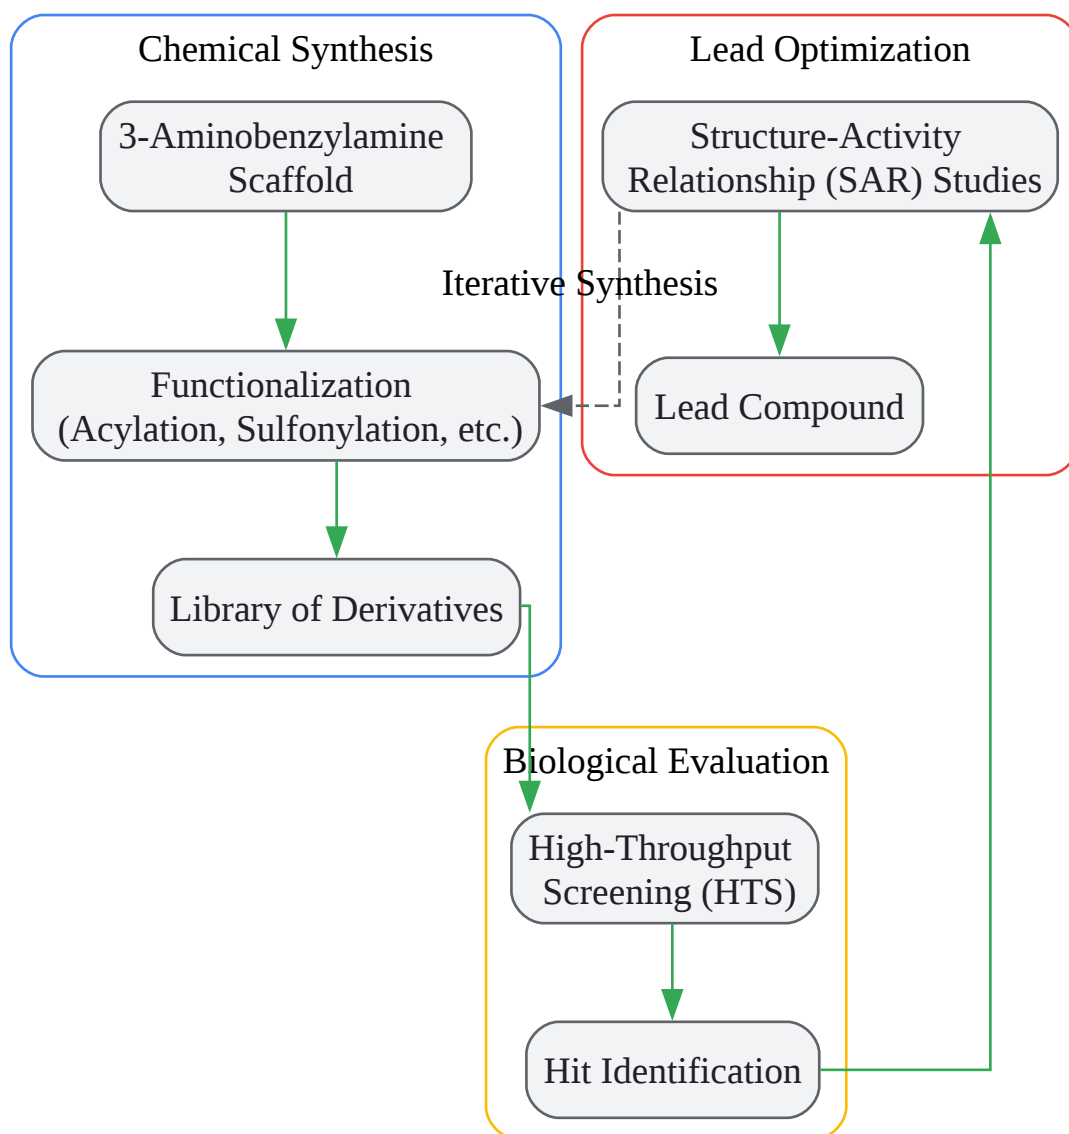 Chemical Synthesis
3-Aminobenzylamine
Scaffold
Functionalization
(Acylation, Sulfonylation, etc.)
Library of Derivatives
Lead Optimization
Structure-Activity
Relationship (SAR) Studies
Iterative Synthesis
Lead Compound
Biological Evaluation
High-Throughput
Screening (HTS)
Hit Identification